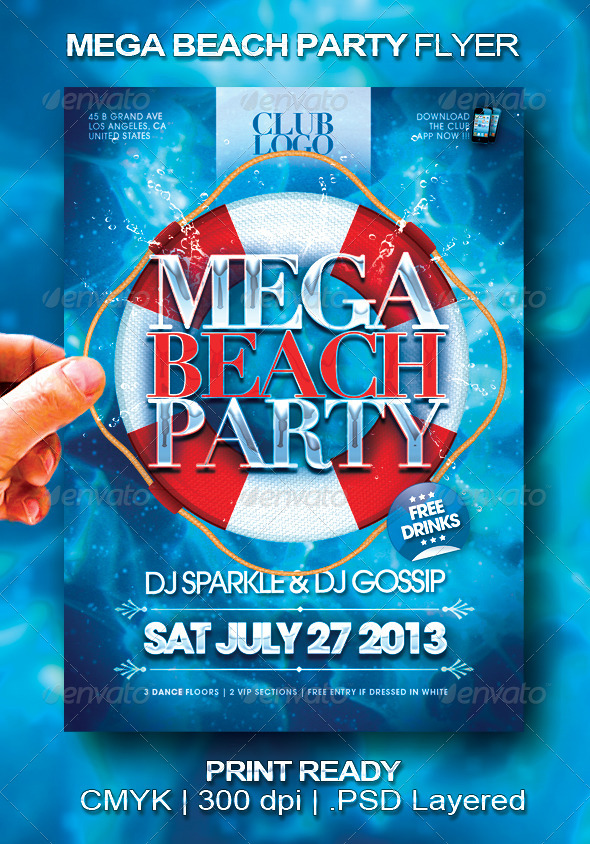 MEGA BEACH PARTY FLYER
45 B GRAND AVE
LOS ANGELES, CA
UNITED STATES
CLUB
LOGO
DOWNLOAD
THE CLUB
APP NOW !!!
MEGA
BEACH
PARTY
FREE
DRINKS
DJ SPARKLE & DJ GOSSIP
SAT JULY 27 2013
3 DANCE FLOORS | 2 VIP SECTIONS | FREE ENTRY IF DRESSED IN WHITE
PRINT READY
CMYK | 300 dpi | .PSD Layered
envato